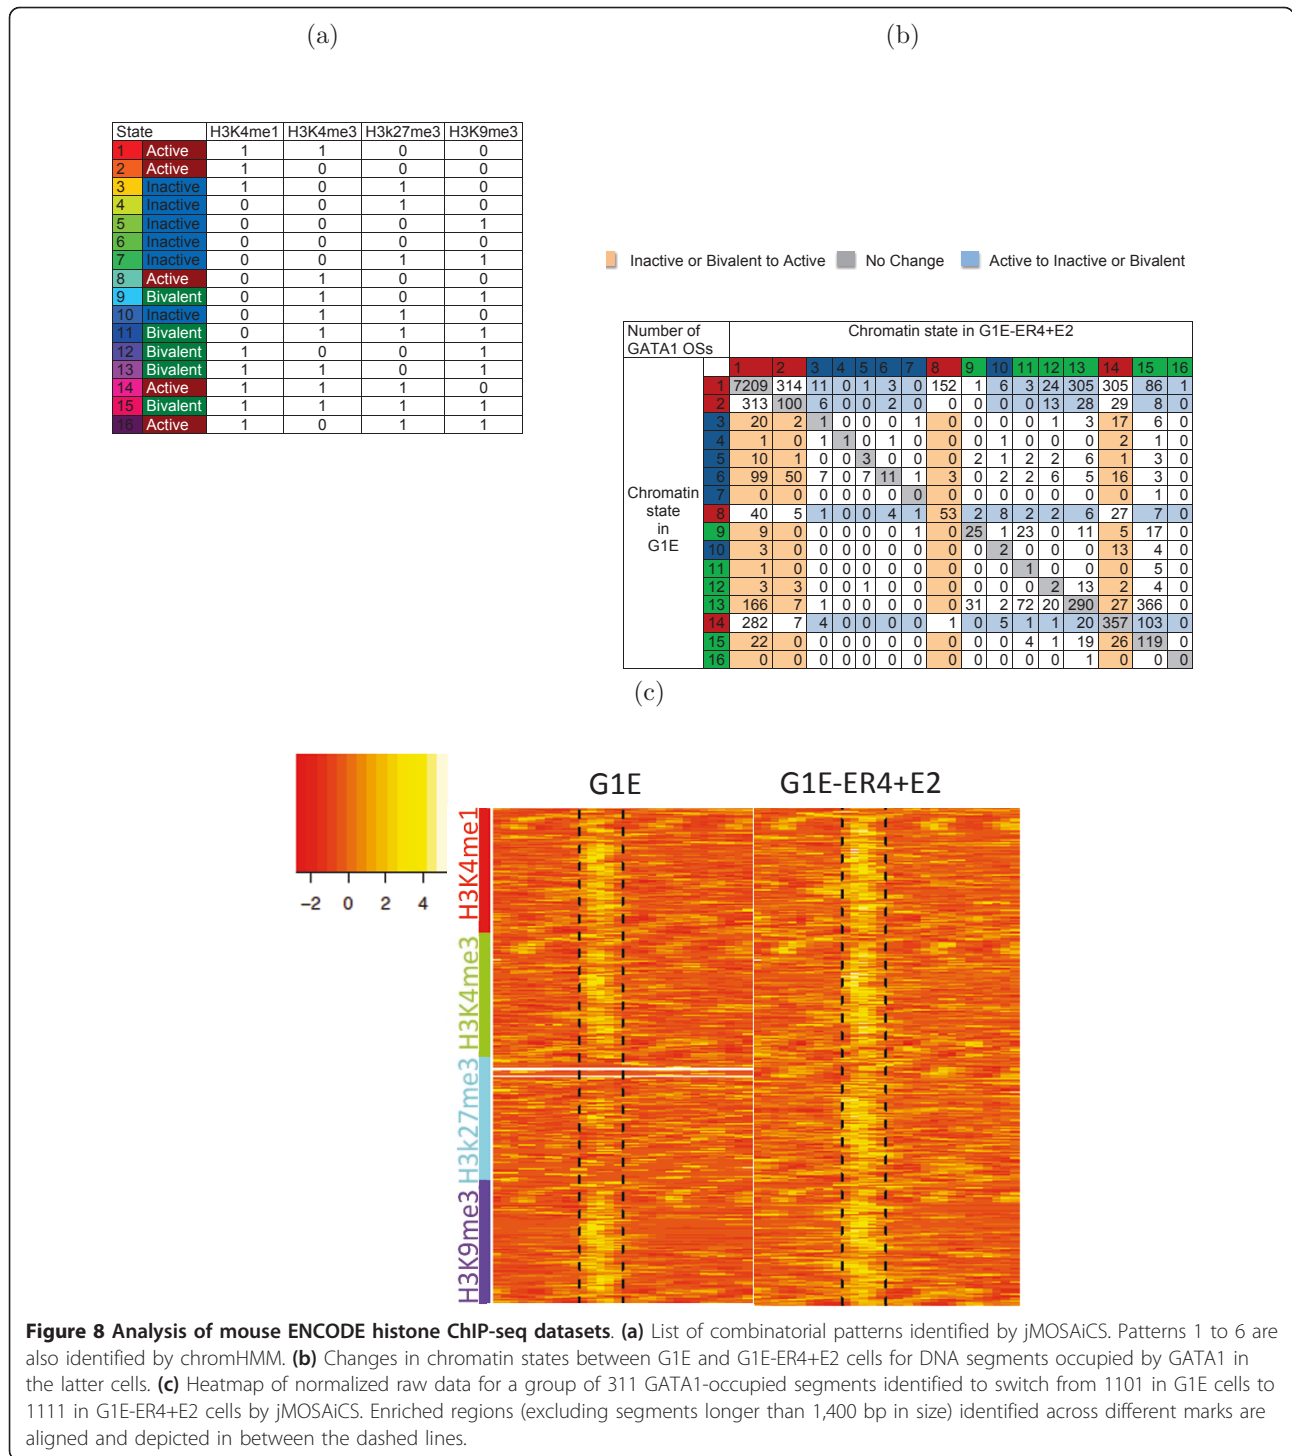 (a)
State H3K4me1 H3K4me3 H3k27me3 H3K9me3
1 Active 1 1 0 0
2 Active 1 0 0 0
3 Inactive 1 0 1 0
4 Inactive 0 0 1 0
5 Inactive 0 0 0 1
6 Inactive 0 0 0 0
7 Inactive 0 0 1 1
8 Active 0 1 0 0
9 Bivalent 0 1 0 1
10 Inactive 0 1 1 0
11 Bivalent 0 1 1 1
12 Bivalent 1 0 0 1
13 Bivalent 1 1 0 1
14 Active 1 1 1 0
15 Bivalent 1 1 1 1
16 Active 1 0 1 1
(b)
Inactive or Bivalent to Active No Change Active to Inactive or Bivalent
Number of GATA1 OSs
Chromatin state in G1E-ER4+E2
Chromatin state in G1E
1 2 3 4 5 6 7 8 9 10 11 12 13 14 15 16
1 7209 314 11 0 1 3 0 152 1 6 3 24 305 305 86 1
2 313 100 6 0 0 2 0 0 0 0 0 13 28 29 8 0
3 20 2 1 0 0 0 1 0 0 0 0 1 3 17 6 0
4 1 0 1 1 0 1 0 0 0 1 0 0 0 2 1 0
5 10 1 0 0 3 0 0 0 2 1 2 2 6 1 3 0
6 99 50 7 0 7 11 1 3 0 2 2 6 5 16 3 0
7 0 0 0 0 0 0 0 0 0 0 0 0 0 0 1 0
8 40 5 1 0 0 4 1 53 2 8 2 2 6 27 7 0
9 9 0 0 0 0 0 1 0 25 1 23 0 11 5 17 0
10 3 0 0 0 0 0 0 0 0 2 0 0 0 13 4 0
11 1 0 0 0 0 0 0 0 0 0 1 0 0 0 5 0
12 3 3 0 0 1 0 0 0 0 0 0 2 13 2 4 0
13 166 7 1 0 0 0 0 0 31 2 72 20 290 27 366 0
14 282 7 4 0 0 0 0 1 0 5 1 1 20 357 103 0
15 22 0 0 0 0 0 0 0 0 0 4 1 19 26 119 0
16 0 0 0 0 0 0 0 0 0 0 0 0 1 0 0 0
(c)
−2 0 2 4
G1E G1E-ER4+E2
H3K4me1
H3K4me3
H3k27me3
H3K9me3
Figure 8 Analysis of mouse ENCODE histone ChIP-seq datasets. (a) List of combinatorial patterns identified by jMOSAiCS. Patterns 1 to 6 are
also identified by chromHMM. (b) Changes in chromatin states between G1E and G1E-ER4+E2 cells for DNA segments occupied by GATA1 in
the latter cells. (c) Heatmap of normalized raw data for a group of 311 GATA1-occupied segments identified to switch from 1101 in G1E cells to
1111 in G1E-ER4+E2 cells by jMOSAiCS. Enriched regions (excluding segments longer than 1,400 bp in size) identified across different marks are
aligned and depicted in between the dashed lines.